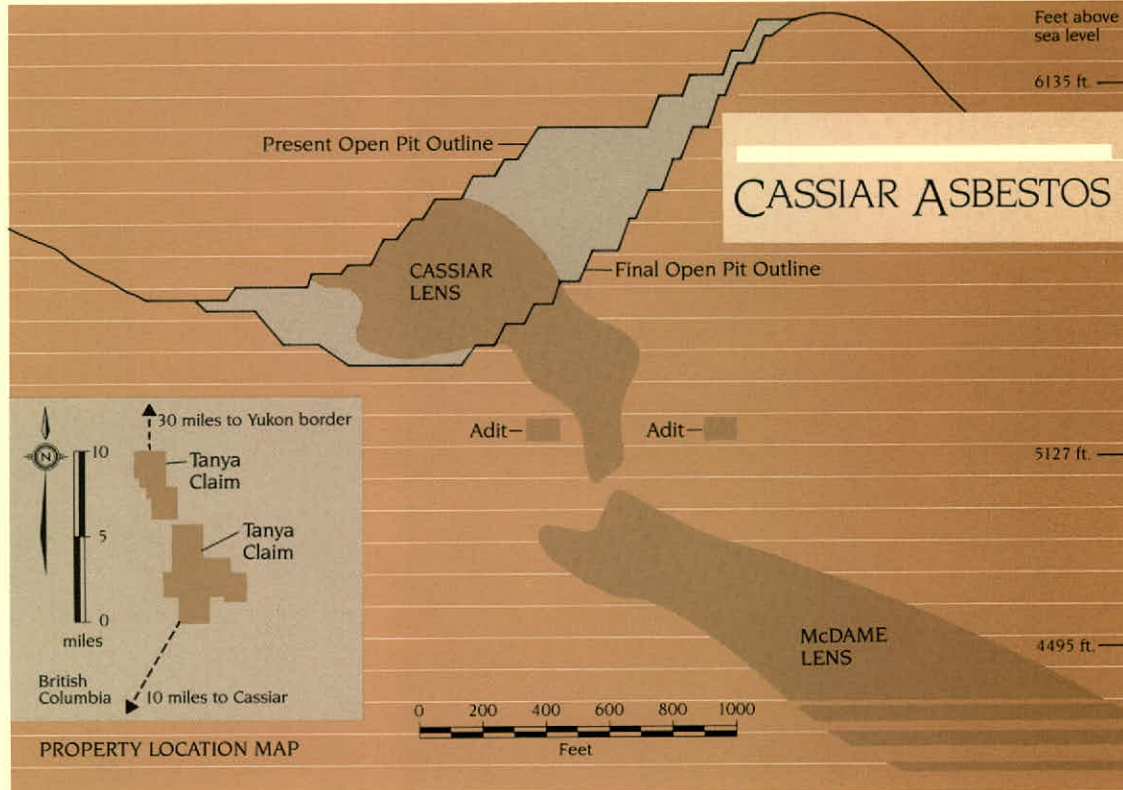 Feet above
sea level
6135 ft.
Present Open Pit Outline
CASSIAR ASBESTOS
CASSIAR
LENS
Final Open Pit Outline
Adit
Adit
5127 ft.
30 miles to Yukon border
N
10
Tanya
Claim
5
Tanya
Claim
0
miles
British
Columbia
10 miles to Cassiar
PROPERTY LOCATION MAP
McDAME
LENS
4495 ft.
0 200 400 600 800 1000
Feet